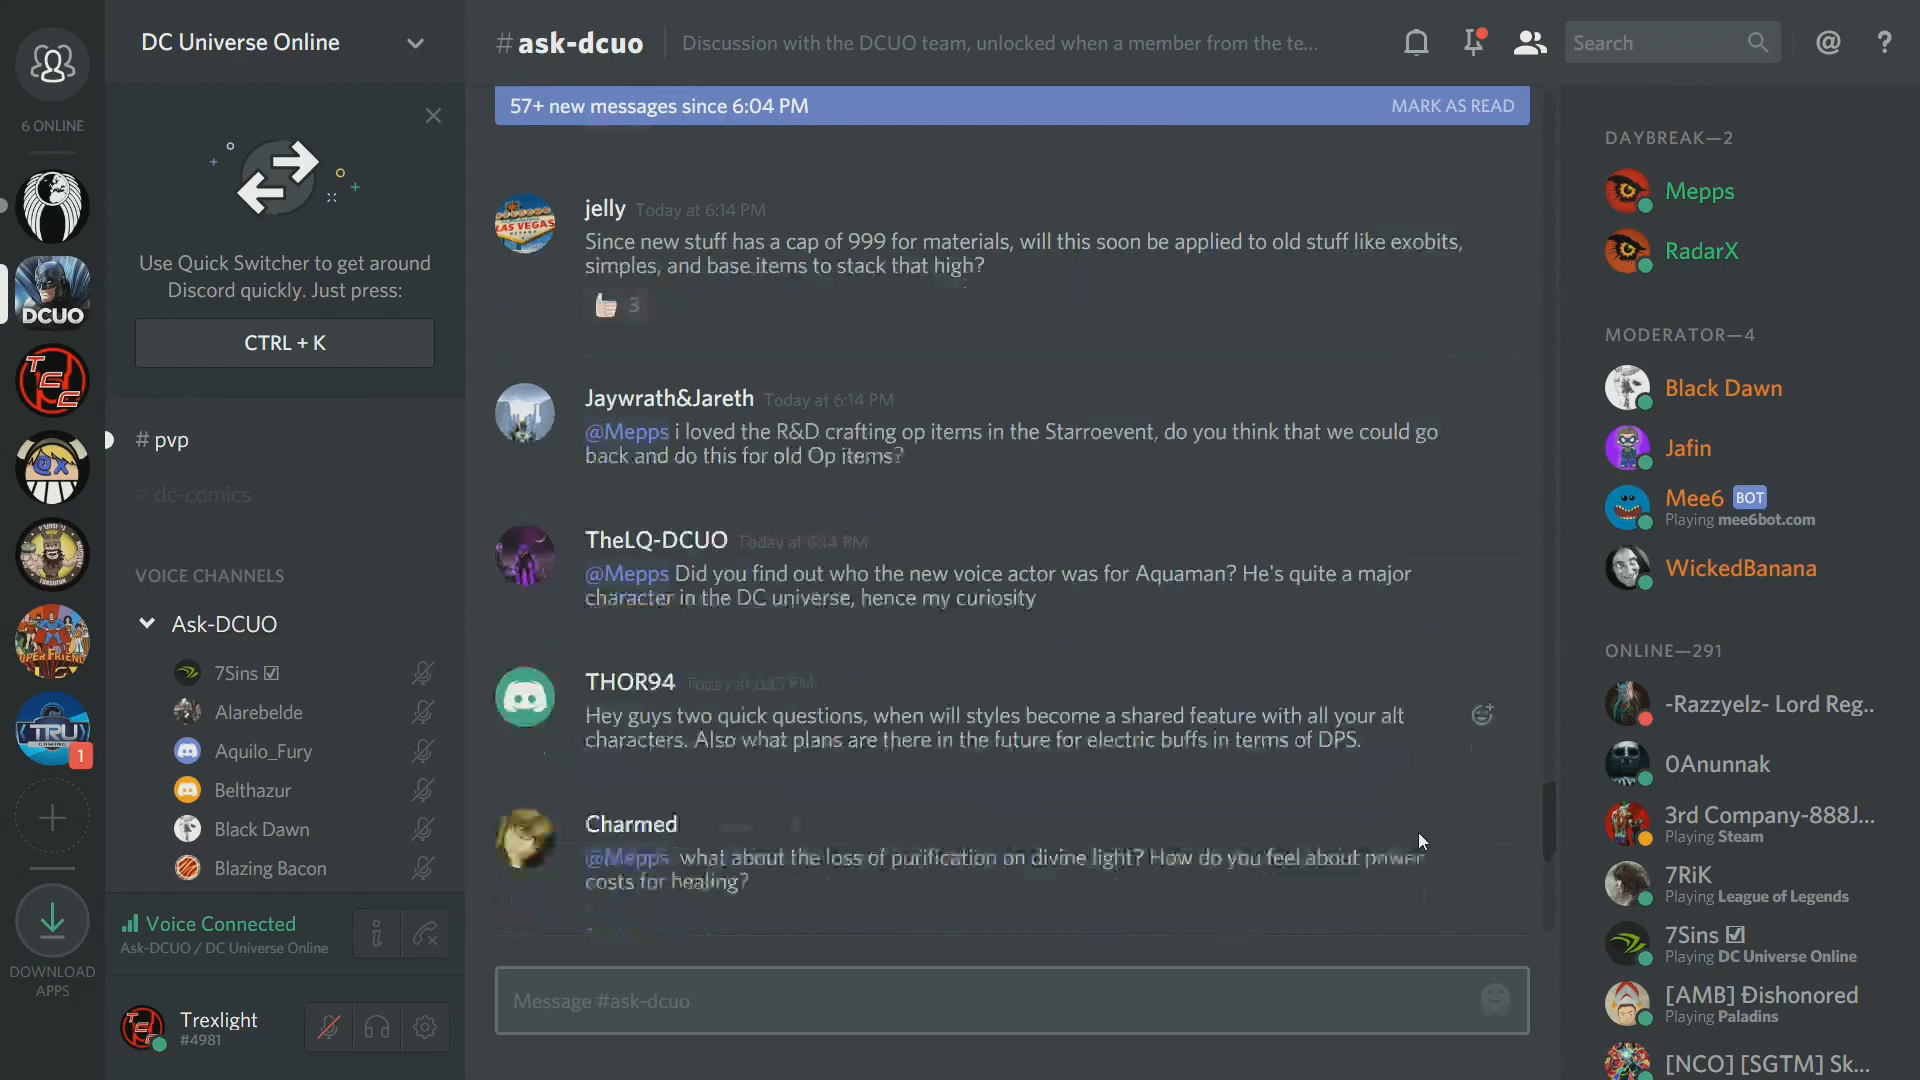 DC Universe Online
#ask-dcuo
Discussion with the DCUO team, unlocked when a member from the te...
Search
@
?
6 ONLINE
57+ new messages since 6:04 PM
MARK AS READ
Use Quick Switcher to get around
Discord quickly. Just press:
CTRL + K
DCUO
# pvp
# dc-comics
VOICE CHANNELS
Ask-DCUO
7Sins ☑
Alarebelde
Aquilo_Fury
Belthazur
Black Dawn
Blazing Bacon
TRU
1
DOWNLOAD
APPS
Voice Connected
Ask-DCUO / DC Universe Online
Trexlight
#4981
jelly Today at 6:14 PM
Since new stuff has a cap of 999 for materials, will this soon be applied to old stuff like exobits,
simples, and base items to stack that high?
3
Jaywrath&Jareth Today at 6:14 PM
@Mepps i loved the R&D crafting op items in the Starroevent, do you think that we could go
back and do this for old Op items?
TheLQ-DCUO Today at 6:14 PM
@Mepps Did you find out who the new voice actor was for Aquaman? He's quite a major
character in the DC universe, hence my curiosity
THOR94 Today at 6:15 PM
Hey guys two quick questions, when will styles become a shared feature with all your alt
characters. Also what plans are there in the future for electric buffs in terms of DPS.
Charmed
@Mepps what about the loss of purification on divine light? How do you feel about power
costs for healing?
Message #ask-dcuo
DAYBREAK—2
Mepps
RadarX
MODERATOR—4
Black Dawn
Jafin
Mee6 BOT
Playing mee6bot.com
WickedBanana
ONLINE—291
-Razzyelz- Lord Reg..
0Anunnak
3rd Company-888J...
Playing Steam
7RiK
Playing League of Legends
7Sins ☑
Playing DC Universe Online
[AMB] Ðishonored
Playing Paladins
[NCO] [SGTM] Sk...